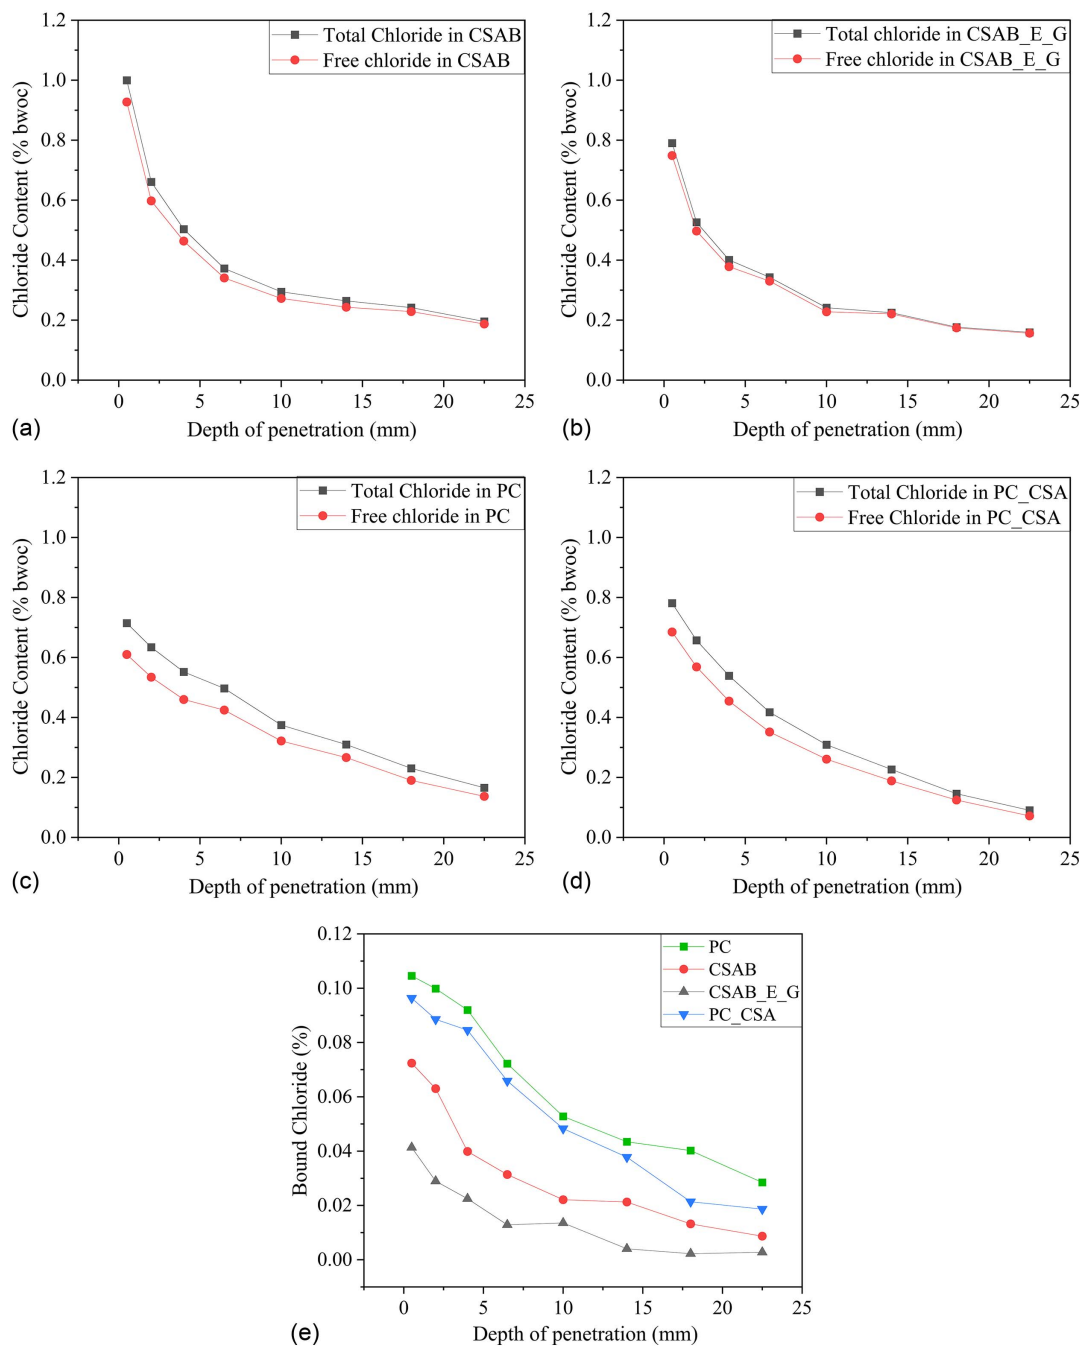 Total Chloride in CSAB
Free chloride in CSAB
1.2
1.0
0.8
0.6
0.4
0.2
0.0
Chloride Content (% bwoc)
0 5 10 15 20 25
Depth of penetration (mm)
(a)
Total chloride in CSAB_E_G
Free chloride in CSAB_E_G
1.2
1.0
0.8
0.6
0.4
0.2
0.0
Chloride Content (% bwoc)
0 5 10 15 20 25
Depth of penetration (mm)
(b)
Total Chloride in PC
Free chloride in PC
1.2
1.0
0.8
0.6
0.4
0.2
0.0
Chloride Content (% bwoc)
0 5 10 15 20 25
Depth of penetration (mm)
(c)
Total Chloride in PC_CSA
Free Chloride in PC_CSA
1.2
1.0
0.8
0.6
0.4
0.2
0.0
Chloride Content (% bwoc)
0 5 10 15 20 25
Depth of penetration (mm)
(d)
PC
CSAB
CSAB_E_G
PC_CSA
0.12
0.10
0.08
0.06
0.04
0.02
0.00
Bound Chloride (%)
0 5 10 15 20 25
Depth of penetration (mm)
(e)